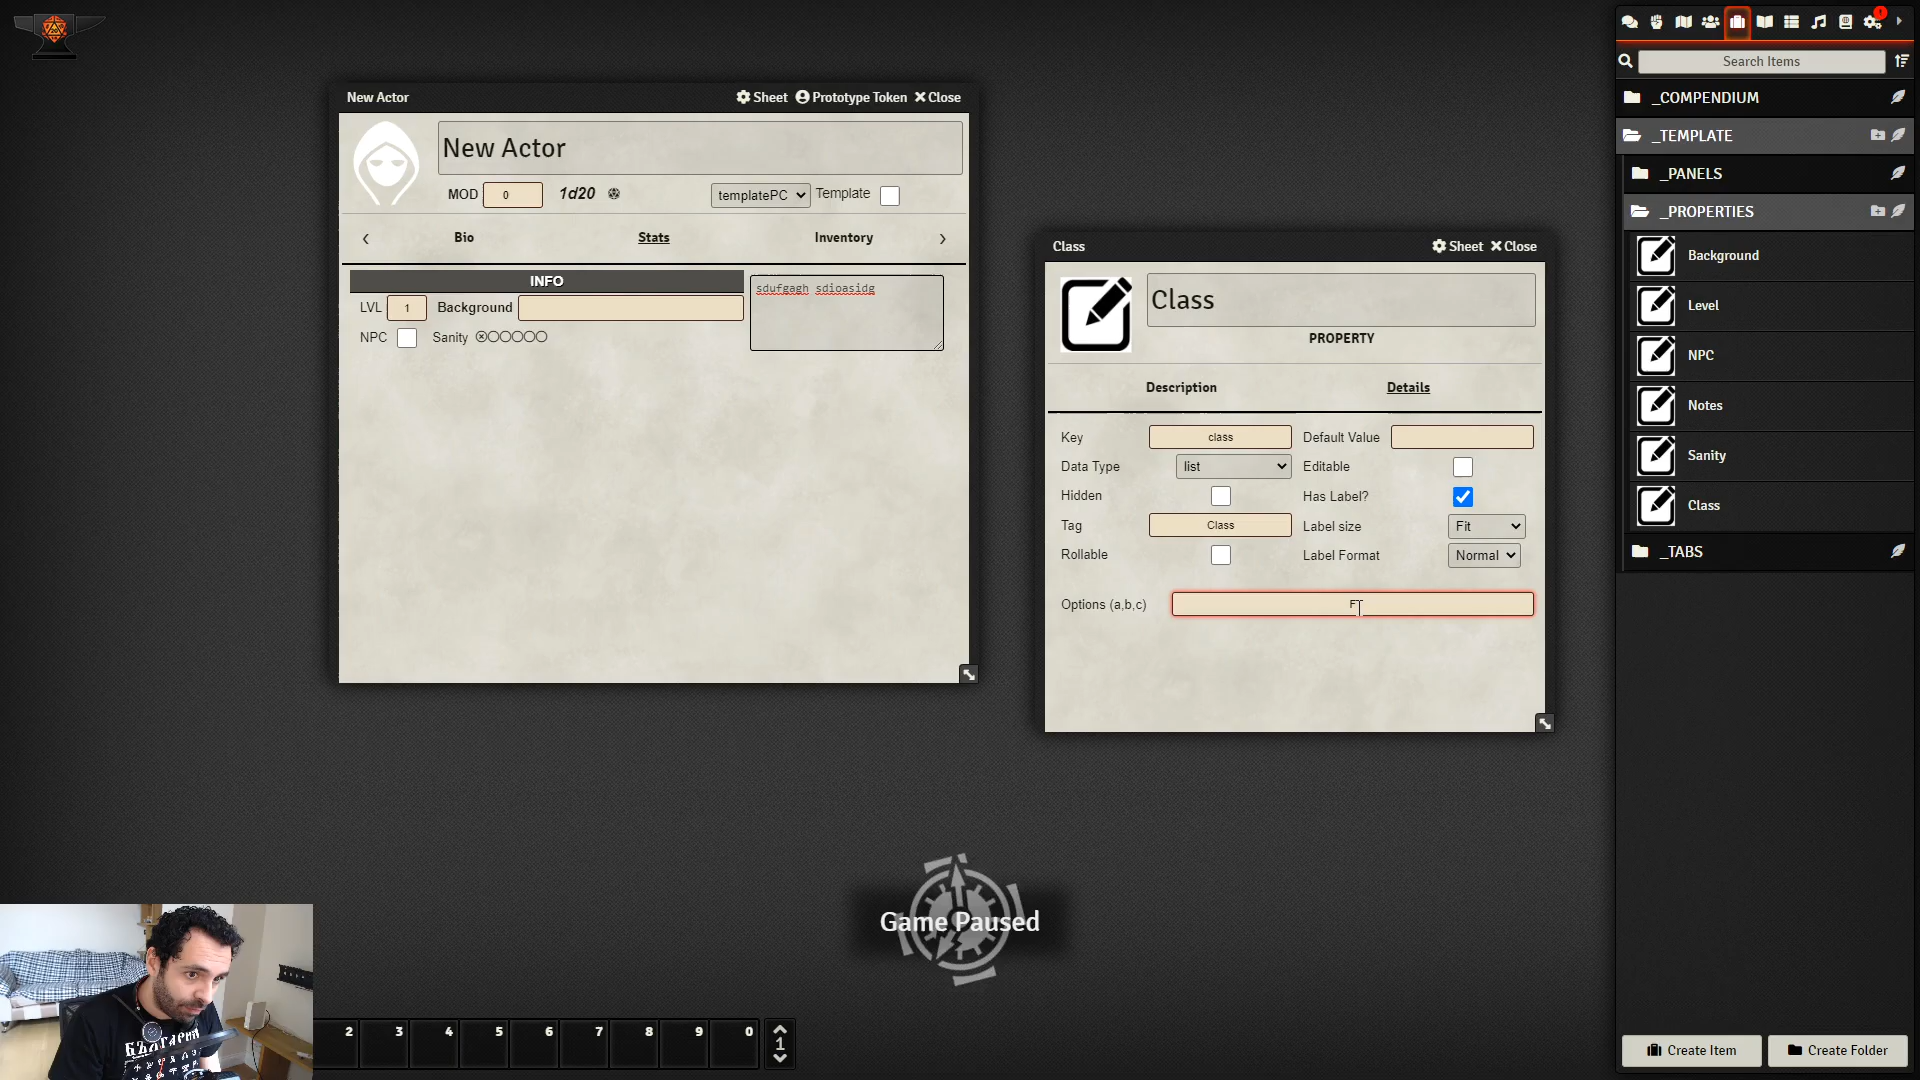 New Actor
Sheet
Prototype Token
Close
New Actor
MOD 0 1d20 templatePC Template
Bio
Stats
Inventory
INFO
LVL 1 Background
NPC Sanity
sdufgagh sdioasidg
Class
Sheet
Close
Class
PROPERTY
Description
Details
Key class Default Value
Data Type list Editable
Hidden Has Label?
Tag Class Label size Fit
Rollable Label Format Normal
Options (a,b,c) F
Search Items
_COMPENDIUM
_TEMPLATE
_PANELS
_PROPERTIES
Background
Level
NPC
Notes
Sanity
Class
_TABS
Create Item
Create Folder
Game Paused
БЪЛГАРИЯ
2 3 4 5 6 7 8 9 0 1